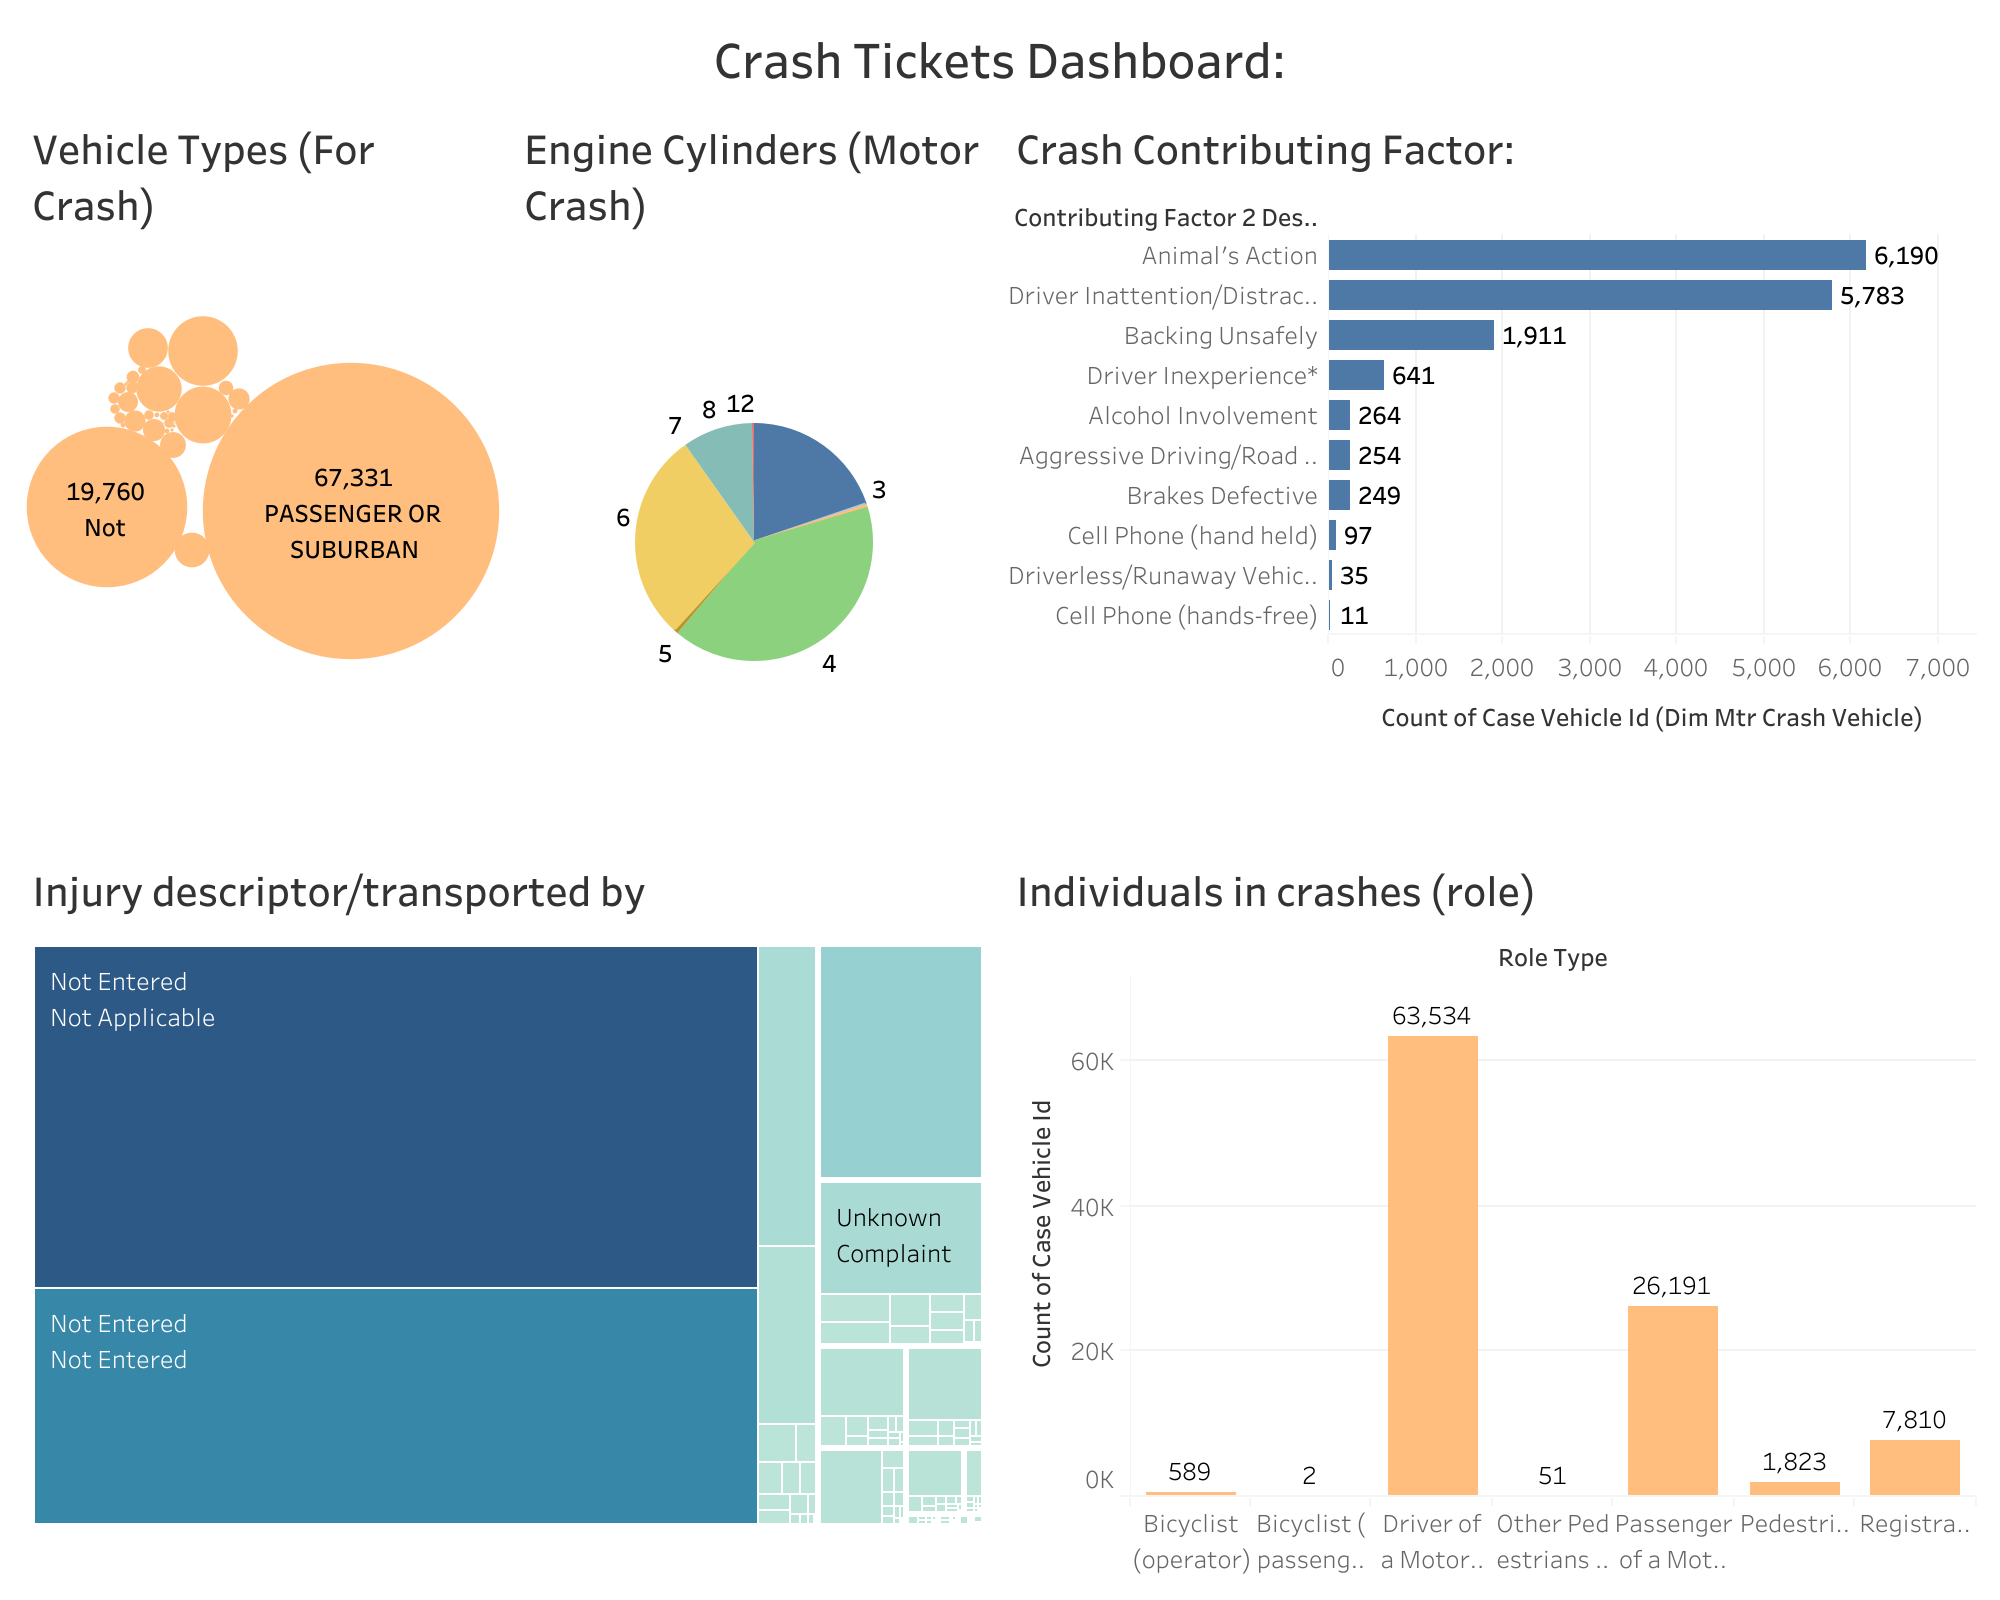 Crash Tickets Dashboard:
Vehicle Types (For
Crash)
19,760
Not
67,331
PASSENGER OR
SUBURBAN
Engine Cylinders (Motor
Crash)
7
8
12
3
6
5
4
Crash Contributing Factor:
Contributing Factor 2 Des..
Animal's Action
6,190
Driver Inattention/Distrac..
5,783
Backing Unsafely
1,911
Driver Inexperience*
641
Alcohol Involvement
264
Aggressive Driving/Road ..
254
Brakes Defective
249
Cell Phone (hand held)
97
Driverless/Runaway Vehic..
35
Cell Phone (hands-free)
11
0 1,000 2,000 3,000 4,000 5,000 6,000 7,000
Count of Case Vehicle Id (Dim Mtr Crash Vehicle)
Injury descriptor/transported by
Not Entered
Not Applicable
Not Entered
Not Entered
Unknown
Complaint
Individuals in crashes (role)
Role Type
Count of Case Vehicle Id
60K
40K
20K
0K
589
2
63,534
51
26,191
1,823
7,810
Bicyclist
(operator)
Bicyclist (
passeng..
Driver of
a Motor..
Other Ped
estrians ..
Passenger
of a Mot..
Pedestri..
Registra..